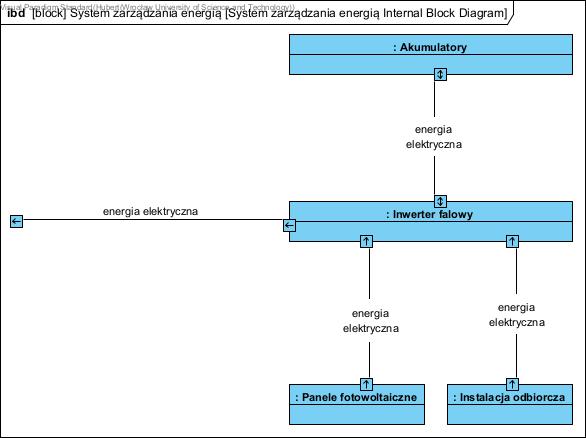 Visual Paradigm Standard(Hubert(Wroclaw University of Science and Technology))
ibd [block] System zarządzania energią [System zarządzania energią Internal Block Diagram]
: Akumulatory
energia
elektryczna
energia elektryczna
: Inwerter falowy
energia
elektryczna
energia
elektryczna
: Panele fotowoltaiczne
: Instalacja odbiorcza